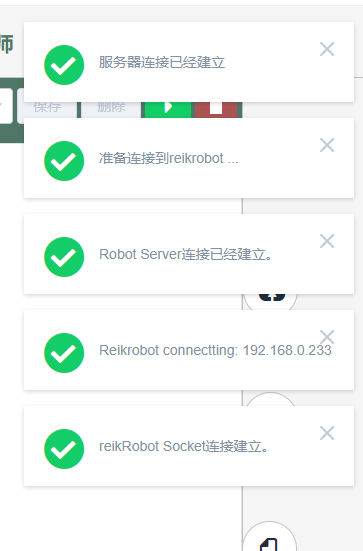 师
服务器连接已经建立
保存 删除
准备连接到reikrobot ...
Robot Server连接已经建立。
Reikrobot connectting: 192.168.0.233
reikRobot Socket连接建立。